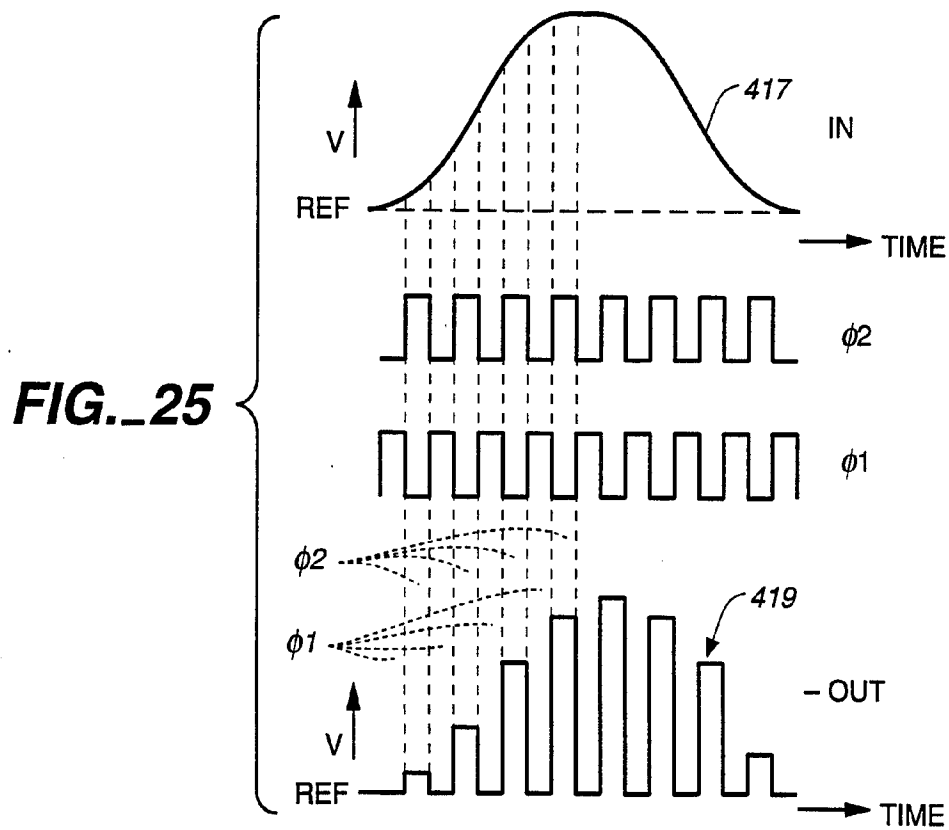 417
IN
V
REF
TIME
ϕ2
FIG._25
ϕ1
ϕ2
419
ϕ1
– OUT
V
REF
TIME